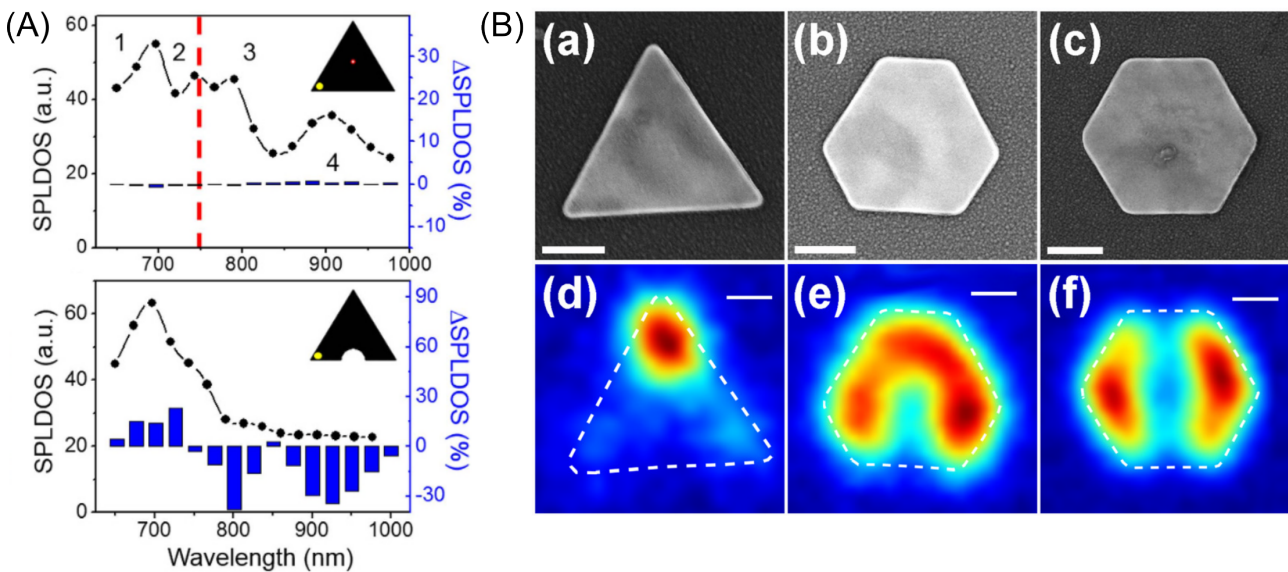 (A)
60
40
20
0
SPLDOS (a.u.)
1
2
3
4
30
20
10
0
-10
ΔSPLDOS (%)
700
800
900
1000
60
40
20
0
SPLDOS (a.u.)
90
60
30
0
-30
ΔSPLDOS (%)
700
800
900
1000
Wavelength (nm)
(B)
(a)
(b)
(c)
(d)
(e)
(f)